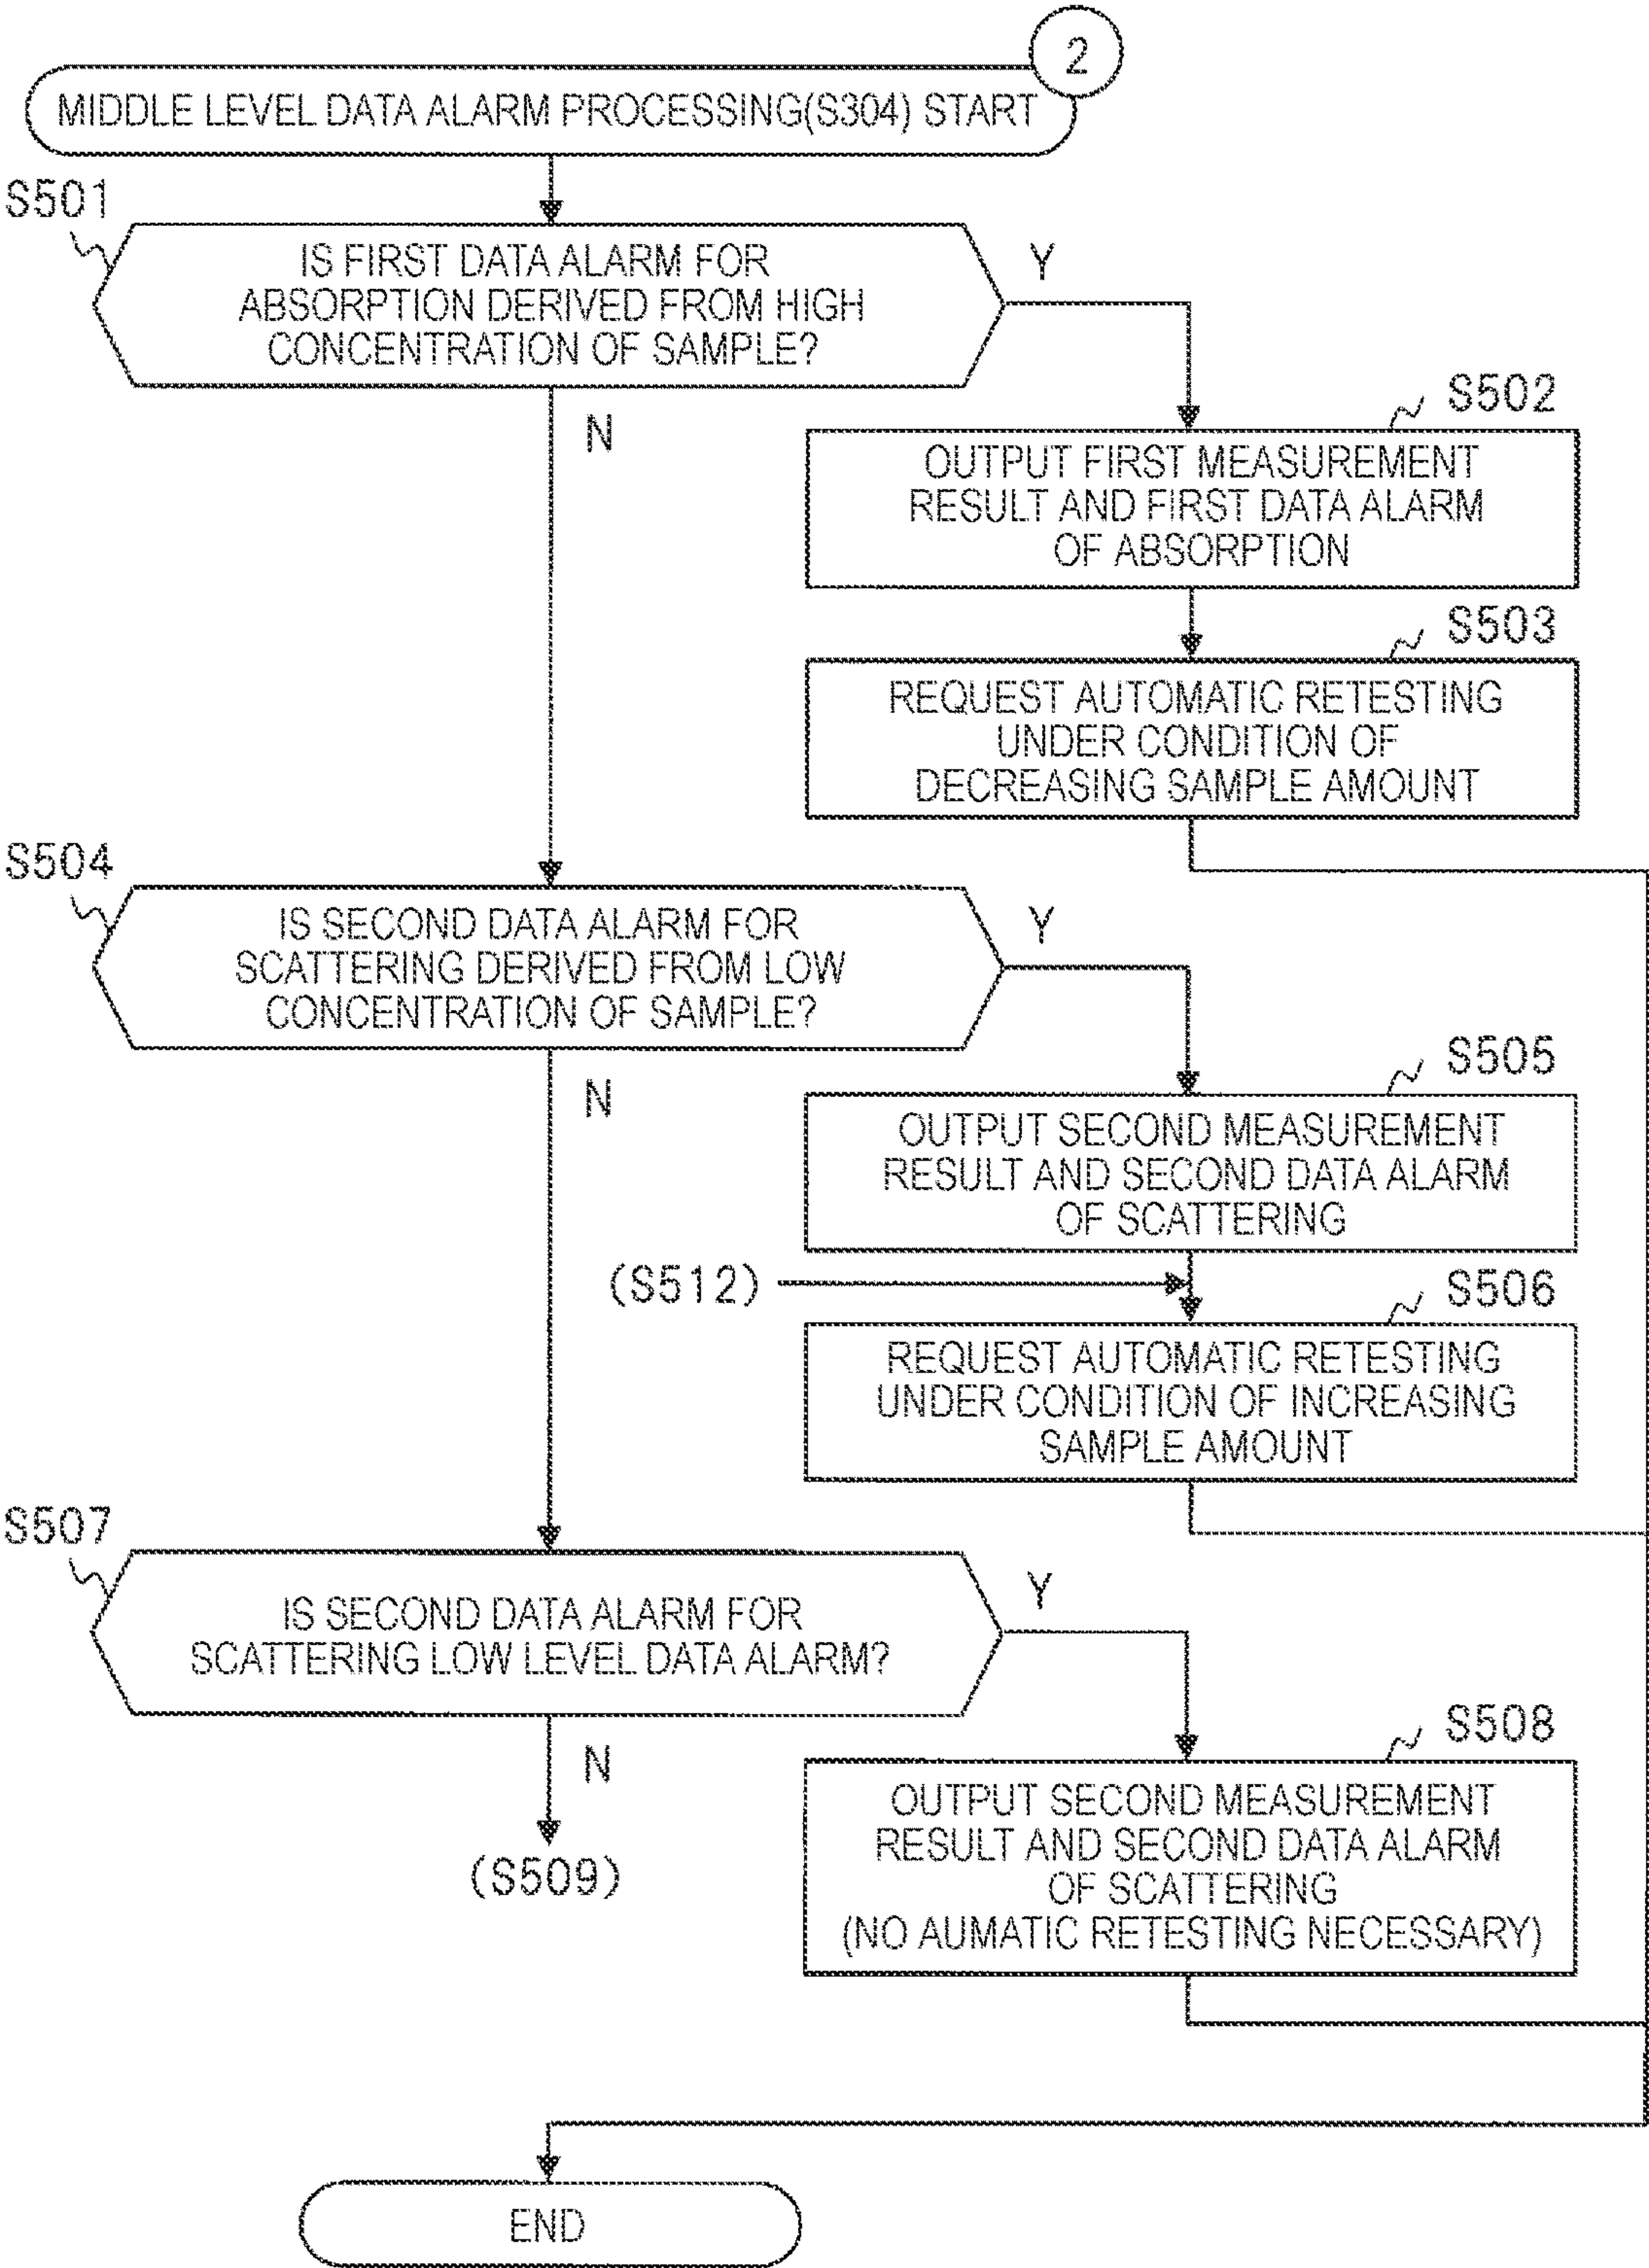 2
MIDDLE LEVEL DATA ALARM PROCESSING(S304) START
S501
IS FIRST DATA ALARM FOR
ABSORPTION DERIVED FROM HIGH
CONCENTRATION OF SAMPLE?
Y
N
S502
OUTPUT FIRST MEASUREMENT
RESULT AND FIRST DATA ALARM
OF ABSORPTION
S503
REQUEST AUTOMATIC RETESTING
UNDER CONDITION OF
DECREASING SAMPLE AMOUNT
S504
IS SECOND DATA ALARM FOR
SCATTERING DERIVED FROM LOW
CONCENTRATION OF SAMPLE?
Y
N
S505
OUTPUT SECOND MEASUREMENT
RESULT AND SECOND DATA ALARM
OF SCATTERING
(S512)
S506
REQUEST AUTOMATIC RETESTING
UNDER CONDITION OF INCREASING
SAMPLE AMOUNT
S507
IS SECOND DATA ALARM FOR
SCATTERING LOW LEVEL DATA ALARM?
Y
N
(S509)
S508
OUTPUT SECOND MEASUREMENT
RESULT AND SECOND DATA ALARM
OF SCATTERING
(NO AUMATIC RETESTING NECESSARY)
END